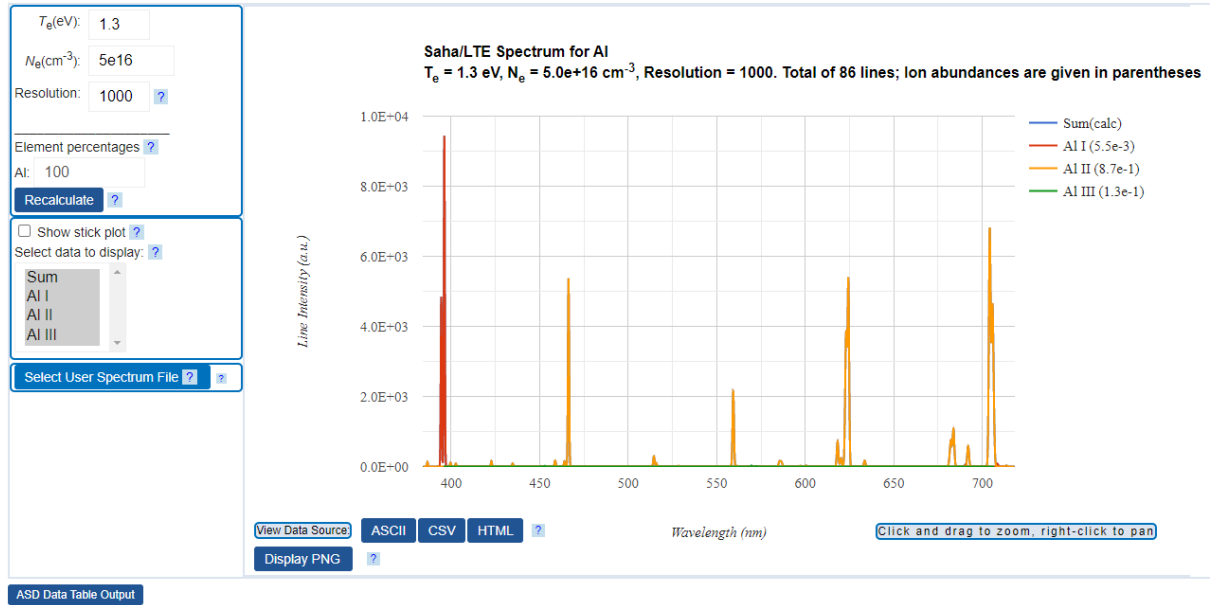 Te(eV): 1.3
Ne(cm-3): 5e16
Resolution: 1000 ?
Element percentages ?
Al: 100
Recalculate ?
Show stick plot ?
Select data to display: ?
Sum
Al I
Al II
Al III
Select User Spectrum File ? ?
Saha/LTE Spectrum for Al
Te = 1.3 eV, Ne = 5.0e+16 cm-3, Resolution = 1000. Total of 86 lines; Ion abundances are given in parentheses
Line Intensity (a.u.)
1.0E+04
8.0E+03
6.0E+03
4.0E+03
2.0E+03
0.0E+00
400 450 500 550 600 650 700
Wavelength (nm)
Sum(calc)
Al I (5.5e-3)
Al II (8.7e-1)
Al III (1.3e-1)
View Data Source: ASCII CSV HTML ?
Click and drag to zoom, right-click to pan
Display PNG ?
ASD Data Table Output